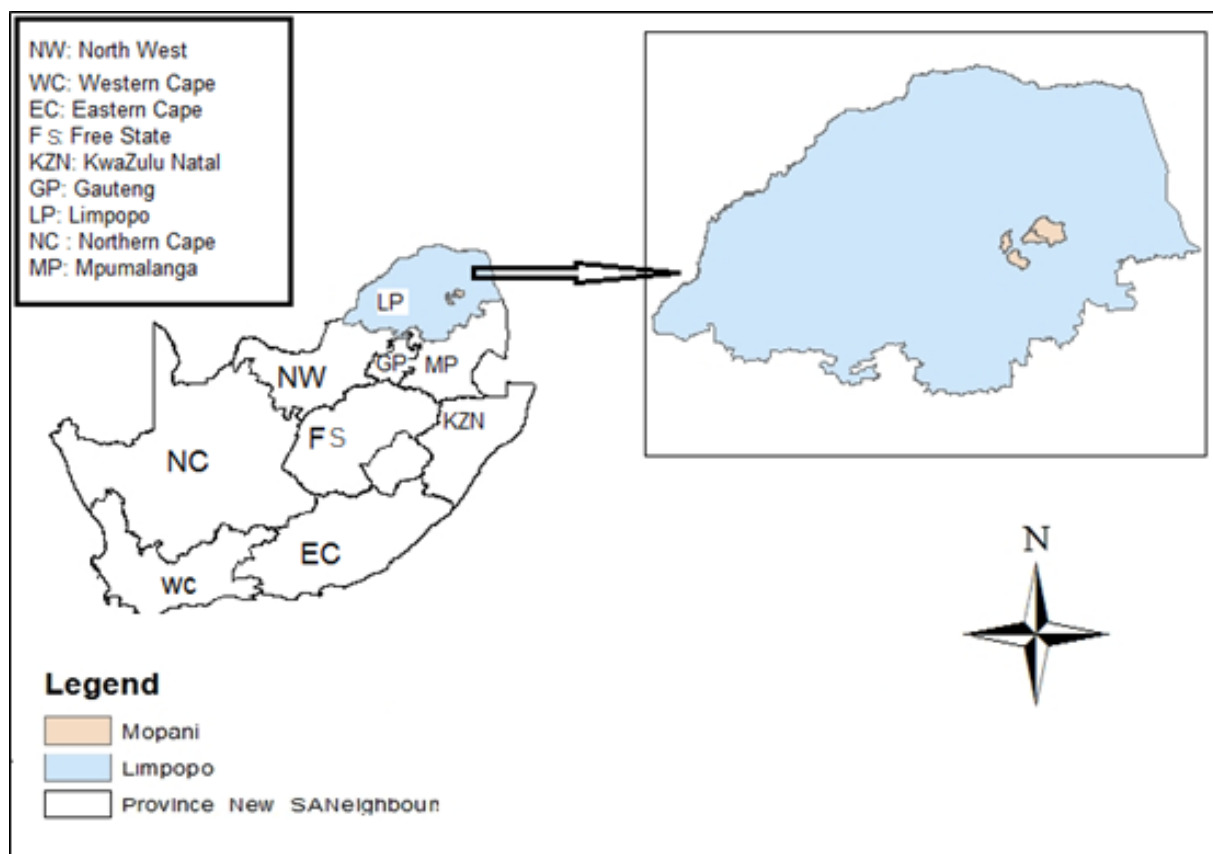 NW: North West
WC: Western Cape
EC: Eastern Cape
F S: Free State
KZN: KwaZulu Natal
GP: Gauteng
LP: Limpopo
NC : Northern Cape
MP: Mpumalanga
LP
GP
MP
NW
KZN
FS
NC
EC
WC
N
Legend
Mopani
Limpopo
Province New SANeighboun